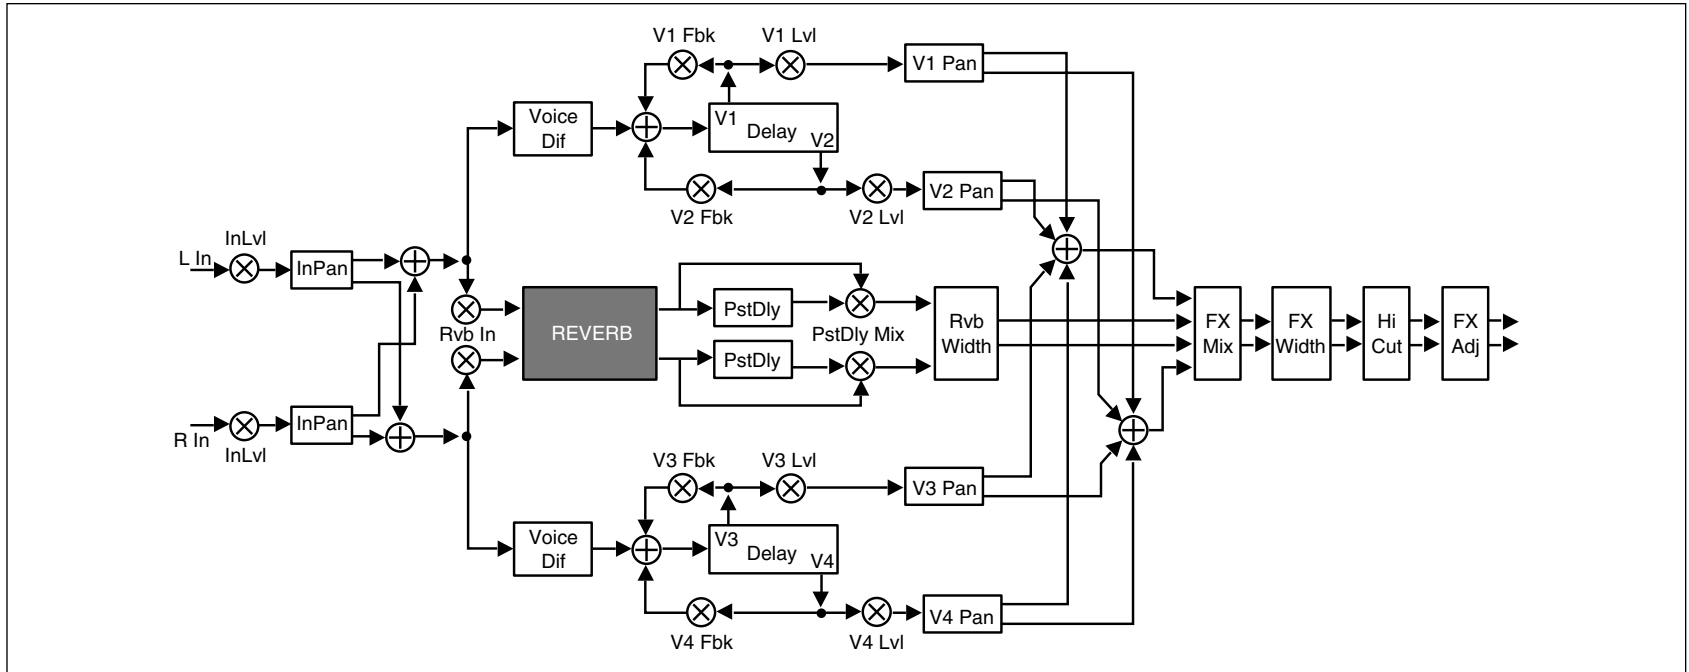 V1 Fbk
V1 Lvl
V1 Pan
Voice
Dif
V1
Delay
V2
V2 Pan
V2 Fbk
V2 Lvl
InLvl
L In
InPan
Rvb In
REVERB
PstDly
PstDly
PstDly Mix
Rvb
Width
FX
Mix
FX
Width
Hi
Cut
FX
Adj
R In
InPan
InLvl
V3 Fbk
V3 Lvl
V3 Pan
Voice
Dif
V3
Delay
V4
V4 Pan
V4 Fbk
V4 Lvl